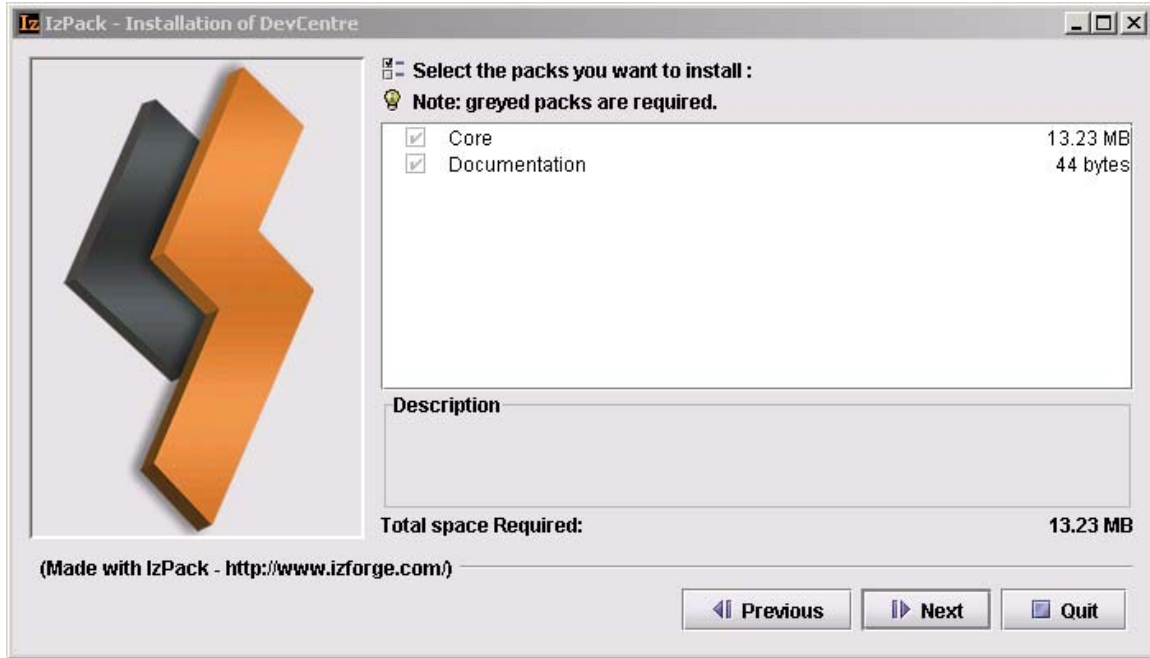 Iz IzPack - Installation of DevCentre
Select the packs you want to install :
Note: greyed packs are required.
Core 13.23 MB
Documentation 44 bytes
Description
Total space Required: 13.23 MB
(Made with IzPack - http://www.izforge.com/)
Previous Next Quit